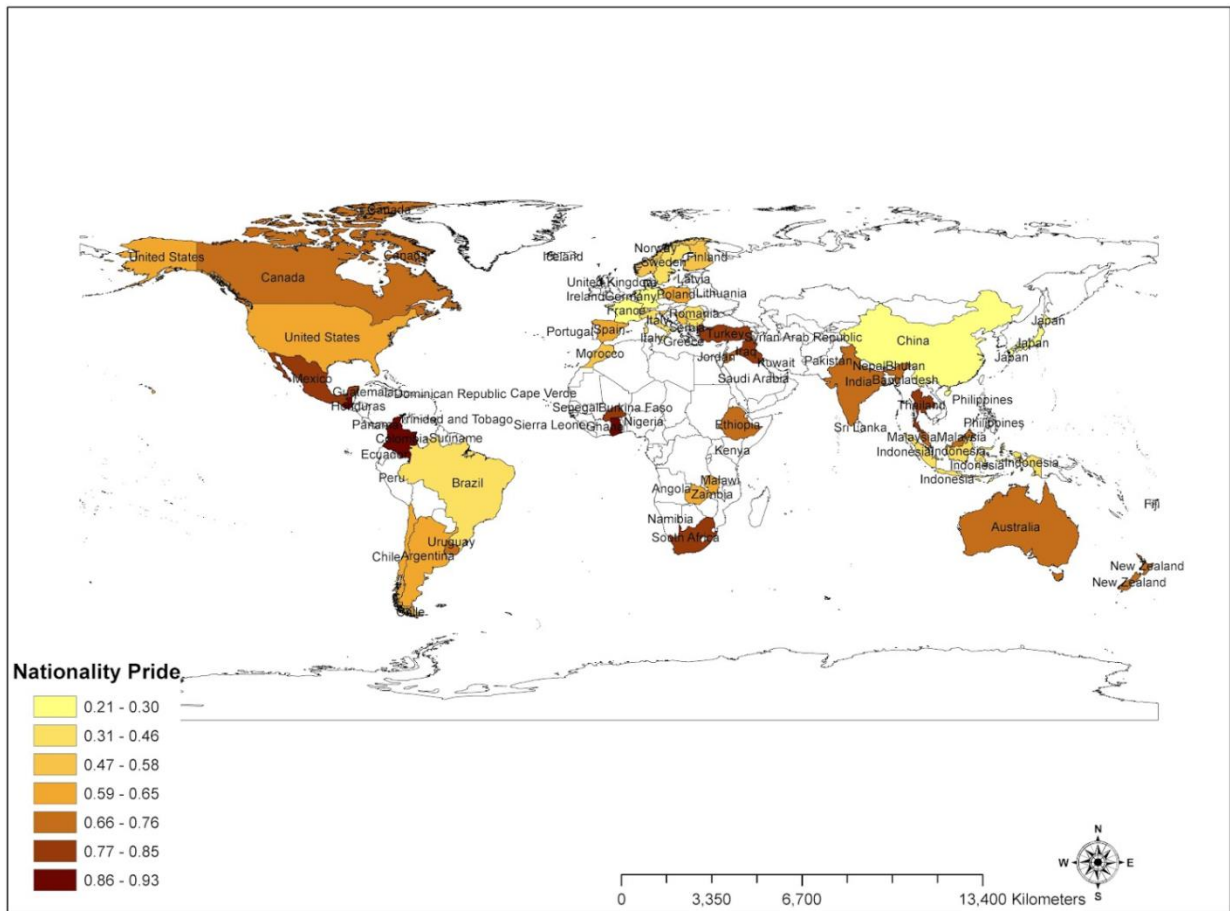 Canada
Canada
Iceland
Norway
Sweden
Finland
United States
Canada
Latvia
United Kingdom
Ireland
Germany
Poland
Lithuania
France
Romania
Italy
Serbia
Japan
United States
Portugal
Spain
Italy
Greece
Turkey
Syrian Arab Republic
China
Japan
Japan
Morocco
Jordan
Iraq
Kuwait
Pakistan
Nepal
Bhutan
Mexico
Saudi Arabia
India
Bangladesh
Guatemala
Dominican Republic
Cape Verde
Honduras
Senegal
Burkina Faso
Thailand
Philippines
Panama
Trinidad and Tobago
Sierra Leone
Ghana
Nigeria
Ethiopia
Sri Lanka
Philippines
Colombia
Suriname
Malaysia
Malaysia
Ecuador
Kenya
Indonesia
Indonesia
Indonesia
Indonesia
Peru
Brazil
Malawi
Indonesia
Angola
Zambia
Fiji
Namibia
South Africa
Australia
Uruguay
Chile
Argentina
New Zealand
New Zealand
Chile
Nationality Pride
0.21 - 0.30
0.31 - 0.46
0.47 - 0.58
0.59 - 0.65
0.66 - 0.76
0.77 - 0.85
0.86 - 0.93
N
W
E
S
0
3,350
6,700
13,400 Kilometers